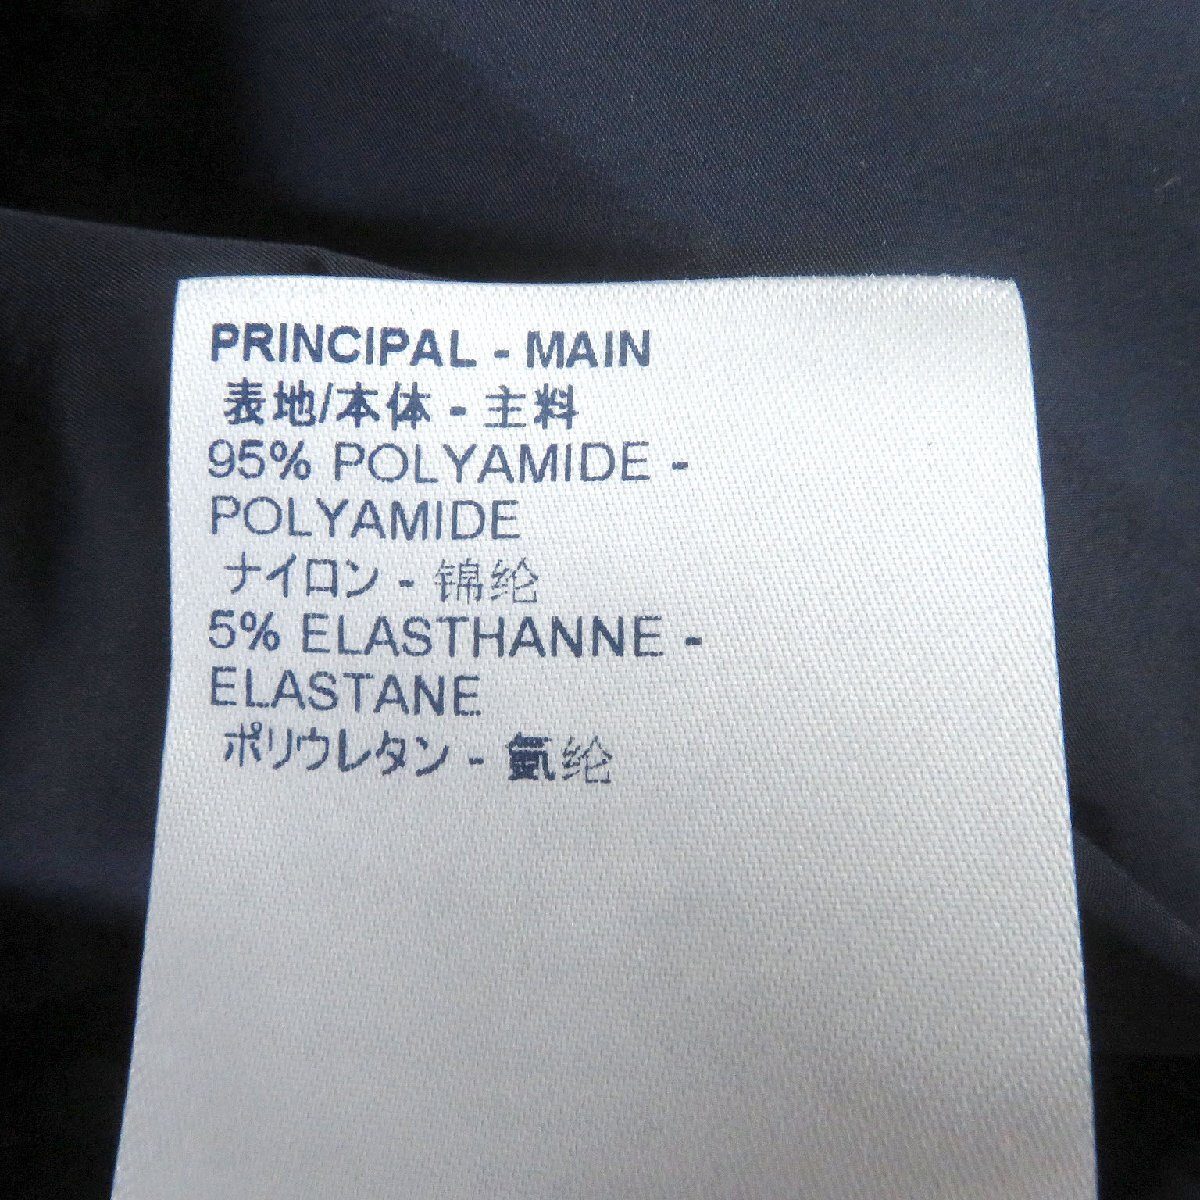 PRINCIPAL - MAIN
表地/本体 - 主料
95% POLYAMIDE -
POLYAMIDE
ナイロン - 锦纶
5% ELASTHANNE -
ELASTANE
ポリウレタン - 氨纶